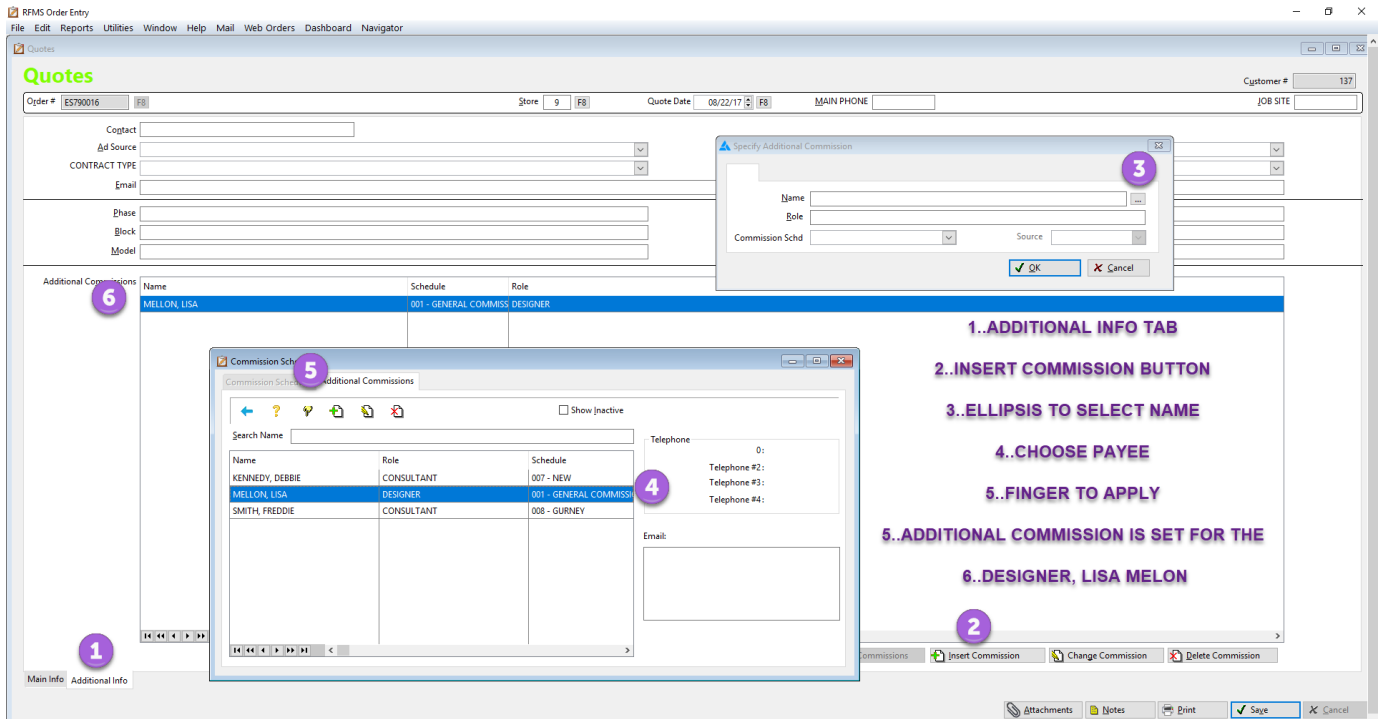 RFMS Order Entry
File Edit Reports Utilities Window Help Mail Web Orders Dashboard Navigator
Quotes
Quotes
Customer # 137
Order # ES790016 F8 Store 9 F8 Quote Date 08/22/17 F8 MAIN PHONE JOB SITE
Contact
Ad Source
CONTRACT TYPE
Email
Phase
Block
Model
Specify Additional Commission
3
Name ...
Role
Commission Schd Source
OK Cancel
Additional Commissions
6
Name Schedule Role
MELLON, LISA 001 - GENERAL COMMISS DESIGNER
1..ADDITIONAL INFO TAB
2..INSERT COMMISSION BUTTON
3..ELLIPSIS TO SELECT NAME
4..CHOOSE PAYEE
5..FINGER TO APPLY
5..ADDITIONAL COMMISSION IS SET FOR THE
6..DESIGNER, LISA MELON
Commission Sch
5
Commission Sched Additional Commissions
Show Inactive
Search Name
Name Role Schedule
KENNEDY, DEBBIE CONSULTANT 007 - NEW
MELLON, LISA DESIGNER 001 - GENERAL COMMISSI
SMITH, FREDDIE CONSULTANT 008 - GURNEY
4
Telephone
0:
Telephone #2:
Telephone #3:
Telephone #4:
Email:
2
ommissions Insert Commission Change Commission Delete Commission
1
Main Info Additional Info
Attachments Notes Print Save Cancel